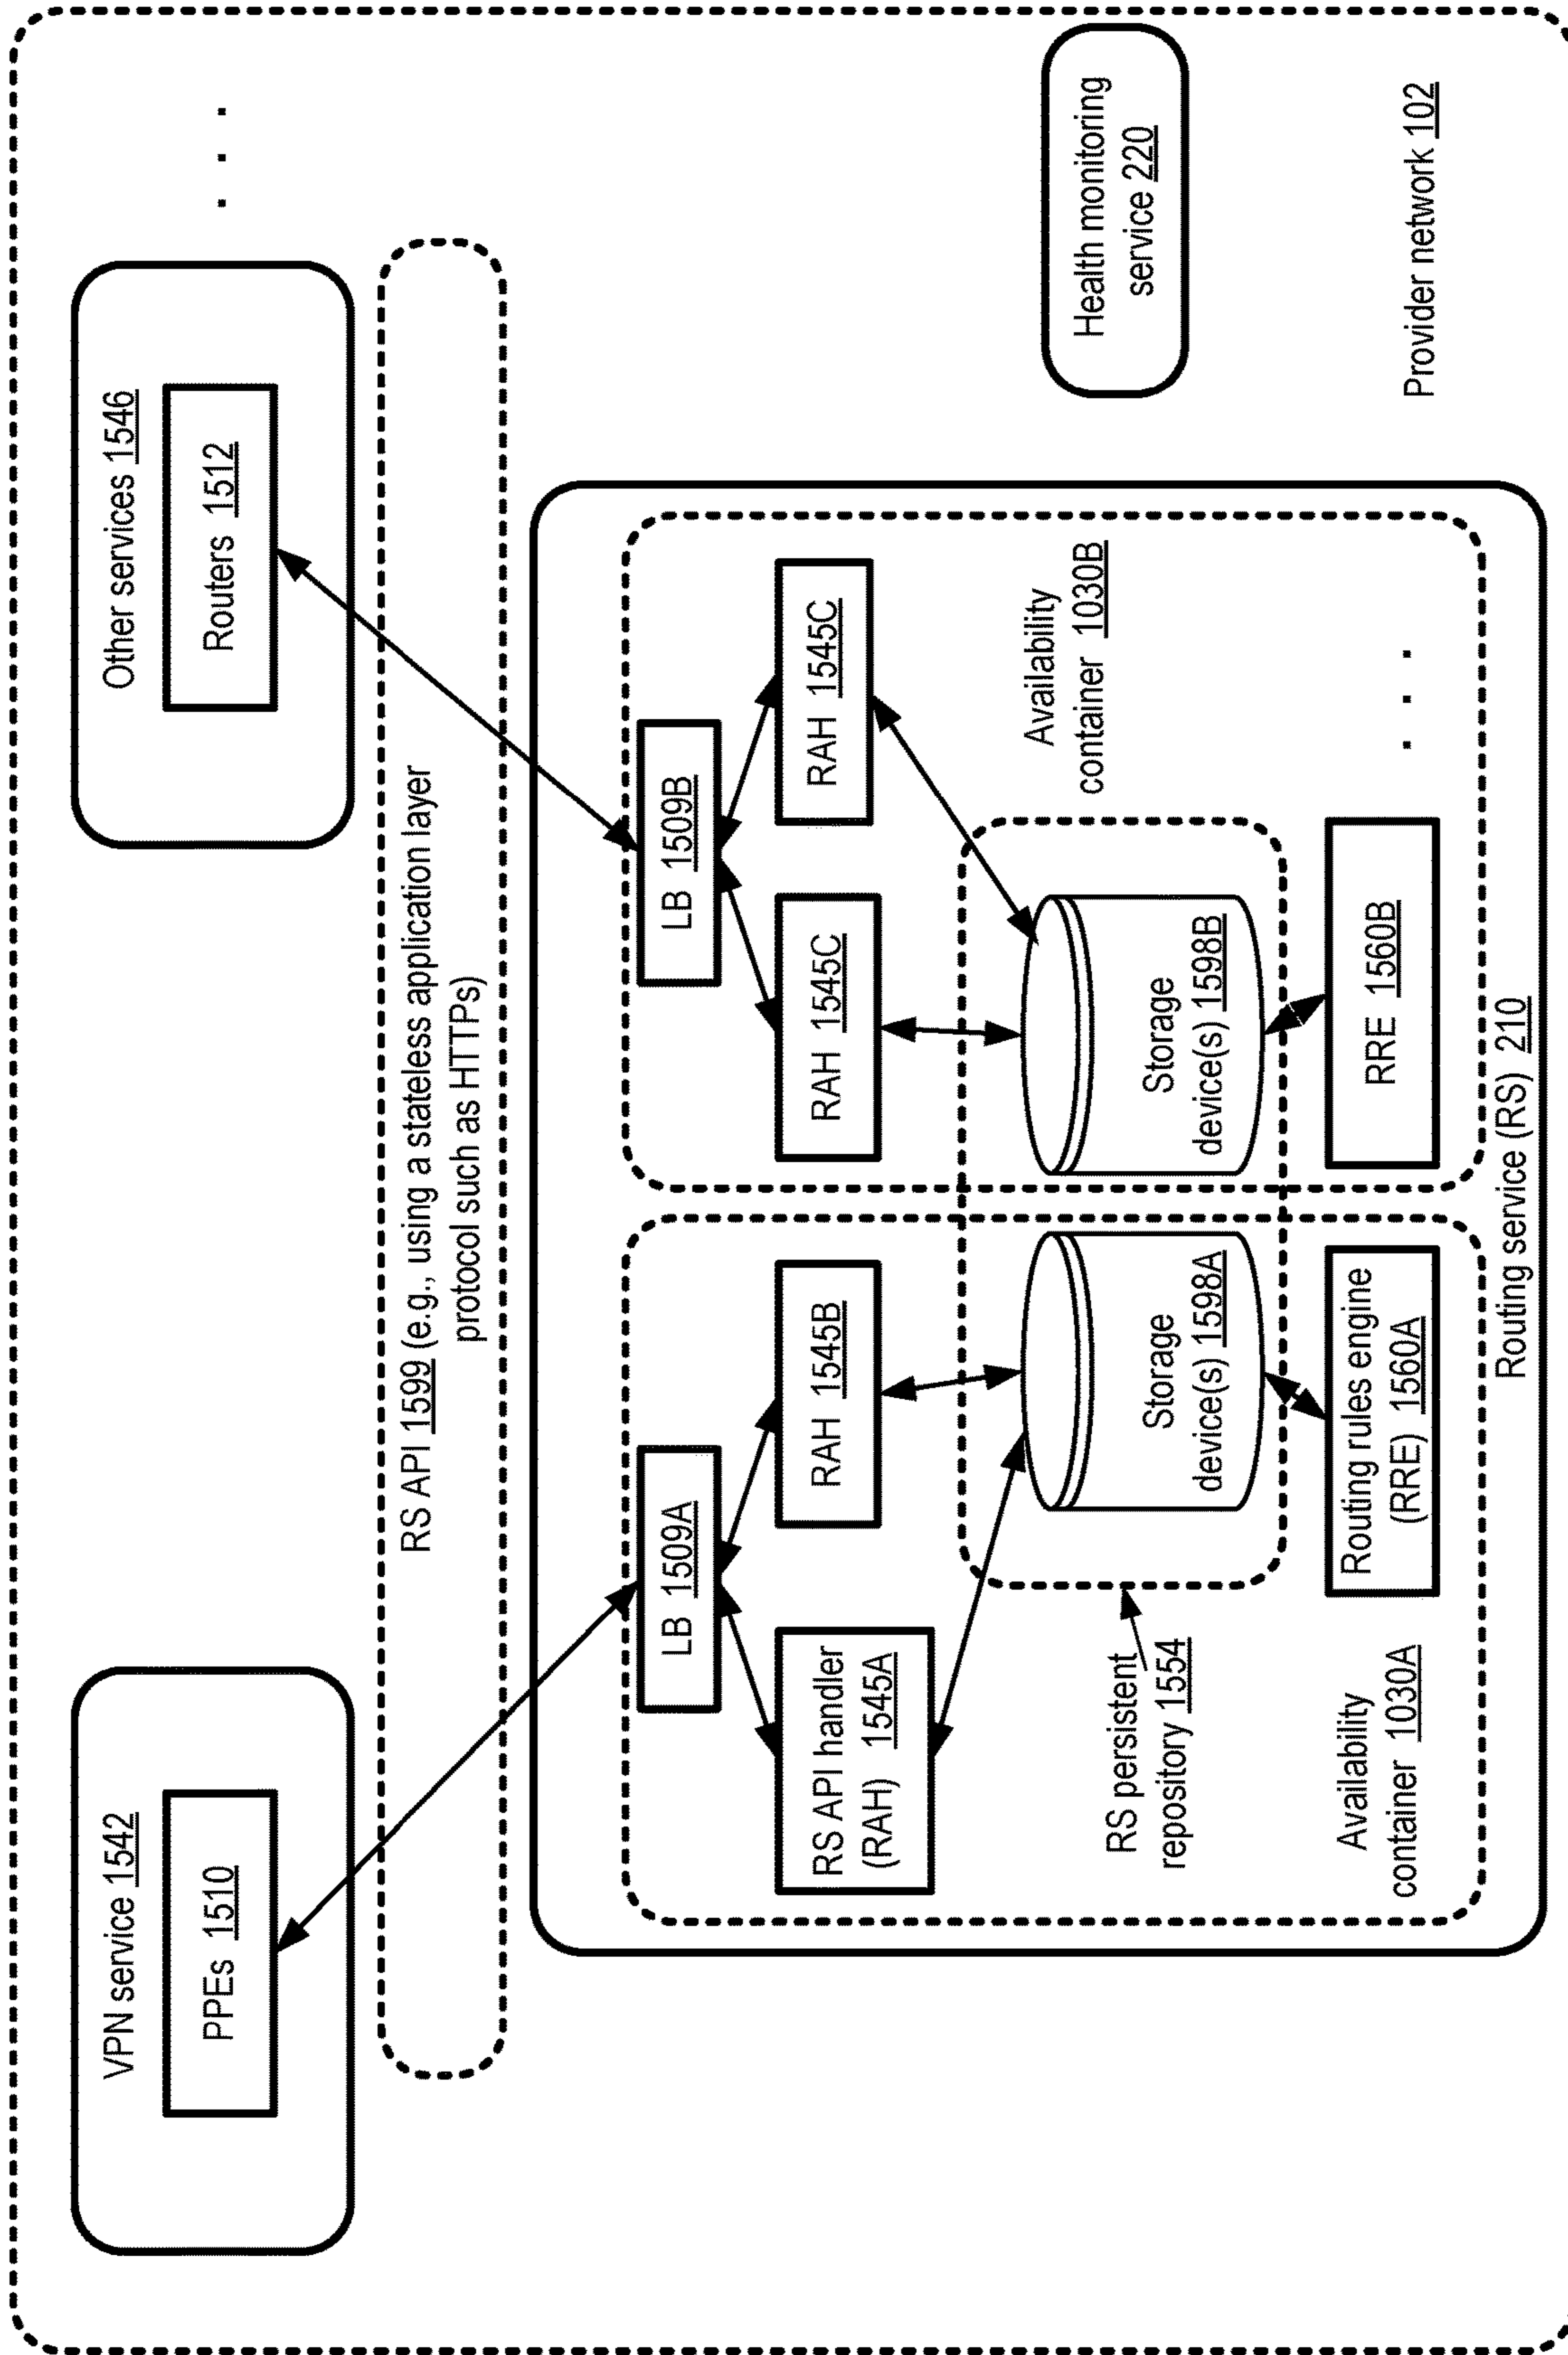 VPN service 1542
PPEs 1510
Other services 1546
Routers 1512
. . .
RS API 1599 (e.g., using a stateless application layer
protocol such as HTTPs)
LB 1509A
LB 1509B
RS API handler
(RAH) 1545A
RAH 1545B
RAH 1545C
RAH 1545C
RS persistent
repository 1554
Storage
device(s) 1598A
Storage
device(s) 1598B
Availability
container 1030B
Availability
container 1030A
Routing rules engine
(RRE) 1560A
RRE 1560B
. . .
Routing service (RS) 210
Health monitoring
service 220
Provider network 102